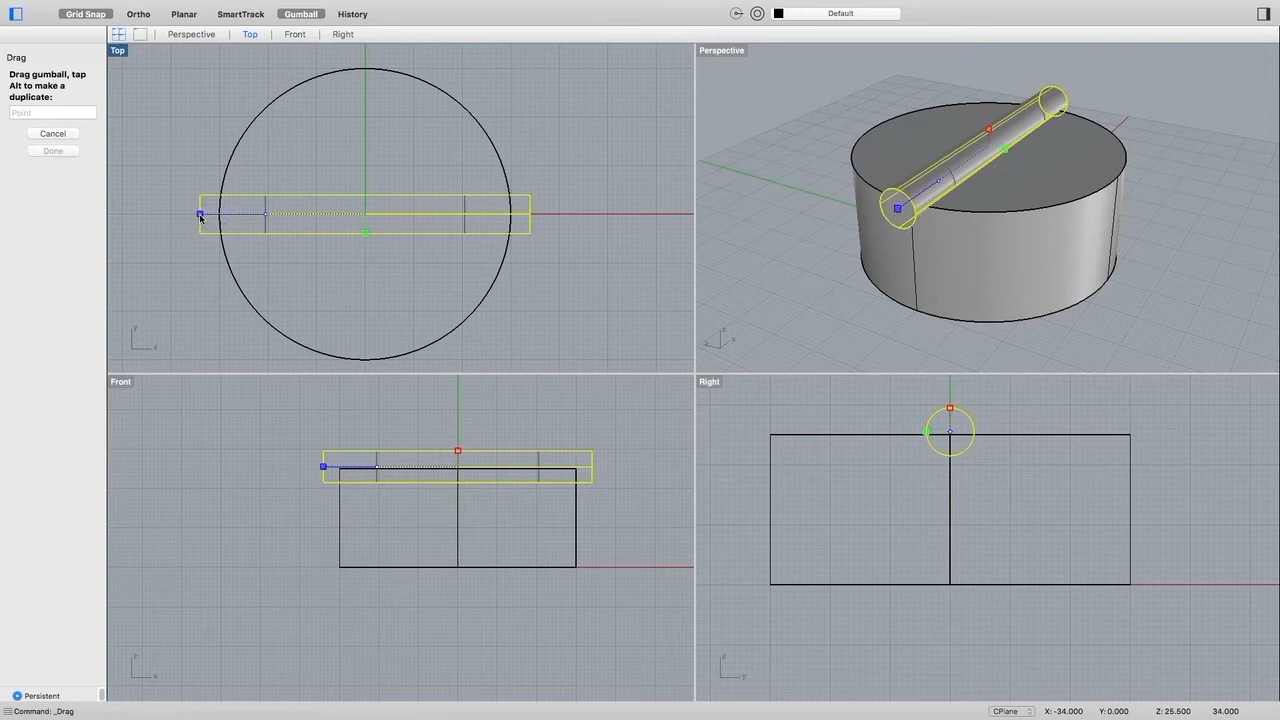 Grid Snap Ortho Planar SmartTrack Gumball History Default
Perspective Top Front Right
Top
Perspective
Drag
Drag gumball, tap
Alt to make a
duplicate:
Point
Cancel
Done
y
x
z
x
Front
Right
z
x
z
y
Persistent
Command: _Drag
CPlane X: -34.000 Y: 0.000 Z: 25.500 34.000